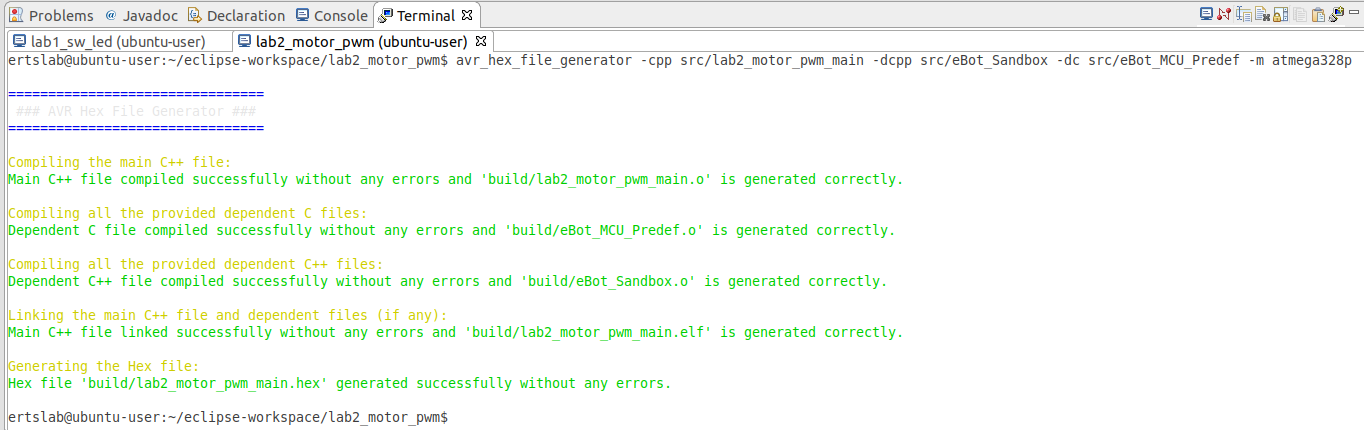 Problems @ Javadoc Declaration Console Terminal
lab1_sw_led (ubuntu-user) lab2_motor_pwm (ubuntu-user)
ertslab@ubuntu-user:~/eclipse-workspace/lab2_motor_pwm$ avr_hex_file_generator -cpp src/lab2_motor_pwm_main -dcpp src/eBot_Sandbox -dc src/eBot_MCU_Predef -m atmega328p
================================
### AVR Hex File Generator ###
================================
Compiling the main C++ file:
Main C++ file compiled successfully without any errors and 'build/lab2_motor_pwm_main.o' is generated correctly.
Compiling all the provided dependent C files:
Dependent C file compiled successfully without any errors and 'build/eBot_MCU_Predef.o' is generated correctly.
Compiling all the provided dependent C++ files:
Dependent C++ file compiled successfully without any errors and 'build/eBot_Sandbox.o' is generated correctly.
Linking the main C++ file and dependent files (if any):
Main C++ file linked successfully without any errors and 'build/lab2_motor_pwm_main.elf' is generated correctly.
Generating the Hex file:
Hex file 'build/lab2_motor_pwm_main.hex' generated successfully without any errors.
ertslab@ubuntu-user:~/eclipse-workspace/lab2_motor_pwm$